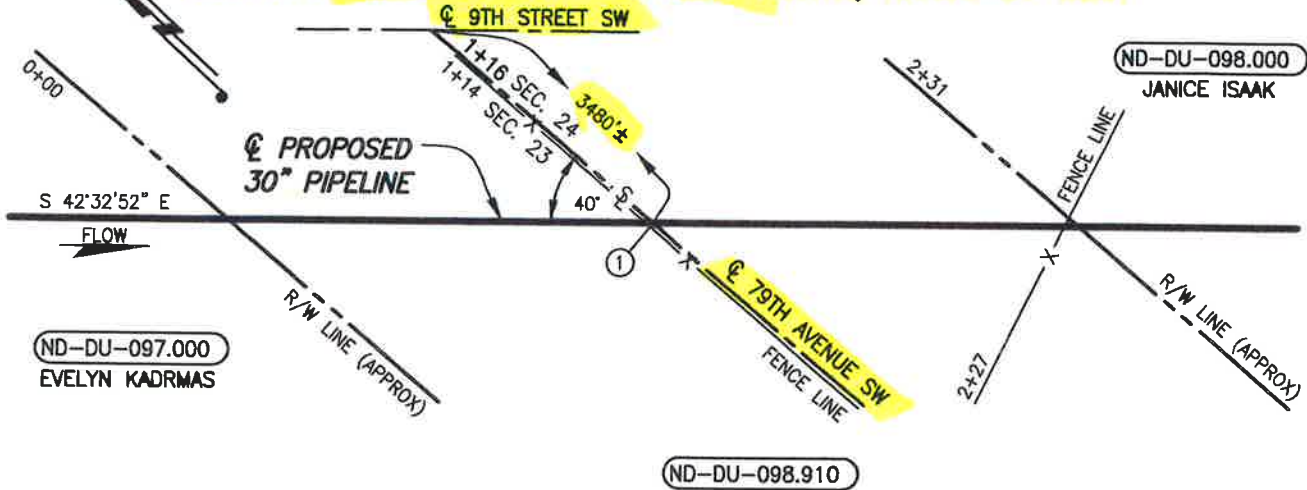 ℄ 9TH STREET SW
0+00
1+16 SEC. 24
1+14 SEC. 23
3480'±
2+31
ND-DU-098.000
JANICE ISAAK
FENCE LINE
℄ PROPOSED
30" PIPELINE
S 42°32'52" E
FLOW
40°
1
℄ 79TH AVENUE SW
FENCE LINE
R/W LINE (APPROX)
ND-DU-097.000
EVELYN KADRMAS
2+27
R/W LINE (APPROX)
ND-DU-098.910